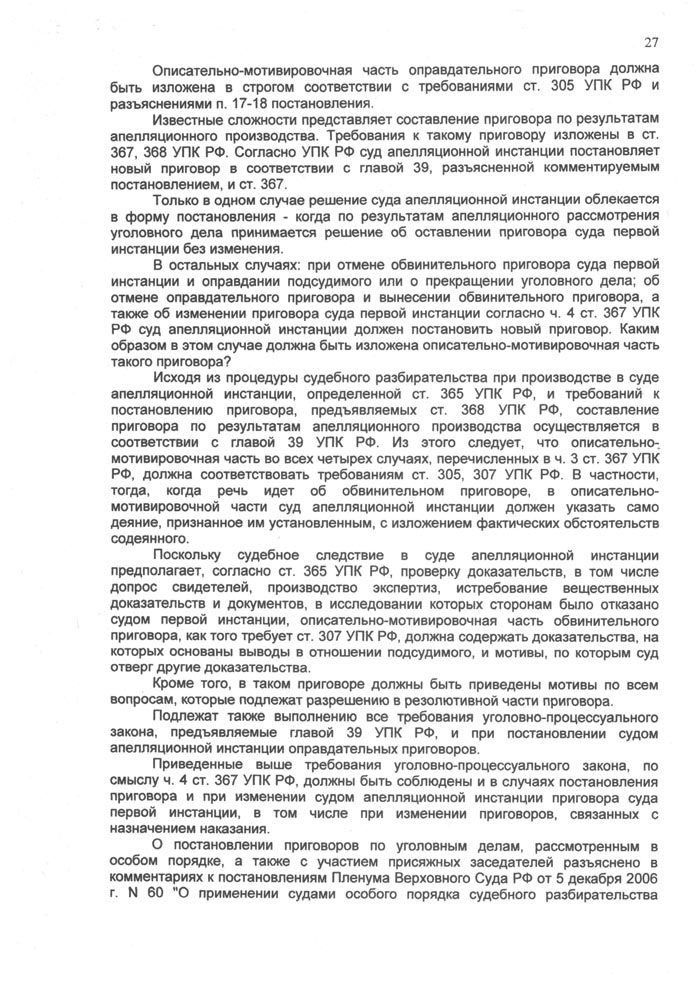 27
Описательно-мотивировочная часть оправдательного приговора должна
быть изложена в строгом соответствии с требованиями ст. 305 УПК РФ и
разъяснениями п. 17-18 постановления.
Известные сложности представляет составление приговора по результатам
апелляционного производства. Требования к такому приговору изложены в ст.
367, 368 УПК РФ. Согласно УПК РФ суд апелляционной инстанции постановляет
новый приговор в соответствии с главой 39, разъясненной комментируемым
постановлением, и ст. 367.
Только в одном случае решение суда апелляционной инстанции облекается
в форму постановления - когда по результатам апелляционного рассмотрения
уголовного дела принимается решение об оставлении приговора суда первой
инстанции без изменения.
В остальных случаях: при отмене обвинительного приговора суда первой
инстанции и оправдании подсудимого или о прекращении уголовного дела; об
отмене оправдательного приговора и вынесении обвинительного приговора, а
также об изменении приговора суда первой инстанции согласно ч. 4 ст. 367 УПК
РФ суд апелляционной инстанции должен постановить новый приговор. Каким
образом в этом случае должна быть изложена описательно-мотивировочная часть
такого приговора?
Исходя из процедуры судебного разбирательства при производстве в суде
апелляционной инстанции, определенной ст. 365 УПК РФ, и требований к
постановлению приговора, предъявляемых ст. 368 УПК РФ, составление
приговора по результатам апелляционного производства осуществляется в
соответствии с главой 39 УПК РФ. Из этого следует, что описательно-
мотивировочная часть во всех четырех случаях, перечисленных в ч. 3 ст. 367 УПК
РФ, должна соответствовать требованиям ст. 305, 307 УПК РФ. В частности,
тогда, когда речь идет об обвинительном приговоре, в описательно-
мотивировочной части суд апелляционной инстанции должен указать само
деяние, признанное им установленным, с изложением фактических обстоятельств
содеянного.
Поскольку судебное следствие в суде апелляционной инстанции
предполагает, согласно ст. 365 УПК РФ, проверку доказательств, в том числе
допрос свидетелей, производство экспертиз, истребование вещественных
доказательств и документов, в исследовании которых сторонам было отказано
судом первой инстанции, описательно-мотивировочная часть обвинительного
приговора, как того требует ст. 307 УПК РФ, должна содержать доказательства, на
которых основаны выводы в отношении подсудимого, и мотивы, по которым суд
отверг другие доказательства.
Кроме того, в таком приговоре должны быть приведены мотивы по всем
вопросам, которые подлежат разрешению в резолютивной части приговора.
Подлежат также выполнению все требования уголовно-процессуального
закона, предъявляемые главой 39 УПК РФ, и при постановлении судом
апелляционной инстанции оправдательных приговоров.
Приведенные выше требования уголовно-процессуального закона, по
смыслу ч. 4 ст. 367 УПК РФ, должны быть соблюдены и в случаях постановления
приговора и при изменении судом апелляционной инстанции приговора суда
первой инстанции, в том числе при изменении приговоров, связанных с
назначением наказания.
О постановлении приговоров по уголовным делам, рассмотренным в
особом порядке, а также с участием присяжных заседателей разъяснено в
комментариях к постановлениям Пленума Верховного Суда РФ от 5 декабря 2006
г. N 60 "О применении судами особого порядка судебного разбирательства